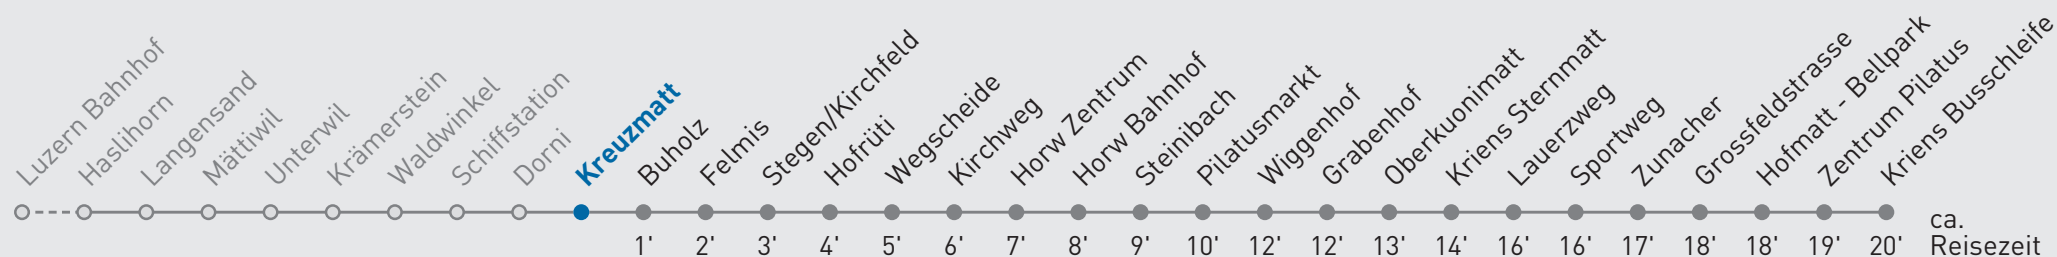 Luzern Bahnhof
Haslihorn
Langensand
Mättiwil
Unterwil
Krämerstein
Waldwinkel
Schiffstation
Dorni
Kreuzmatt
Buholz
Felmis
Stegen/Kirchfeld
Hofrüti
Wegscheide
Kirchweg
Horw Zentrum
Horw Bahnhof
Steinibach
Pilatusmarkt
Wiggenhof
Grabenhof
Oberkuonimatt
Kriens Sternmatt
Lauerzweg
Sportweg
Zunacher
Grossfeldstrasse
Hofmatt - Bellpark
Zentrum Pilatus
Kriens Busschleife
1' 2' 3' 4' 5' 6' 7' 8' 9' 10' 12' 12' 13' 14' 16' 16' 17' 18' 18' 19' 20'
ca.
Reisezeit